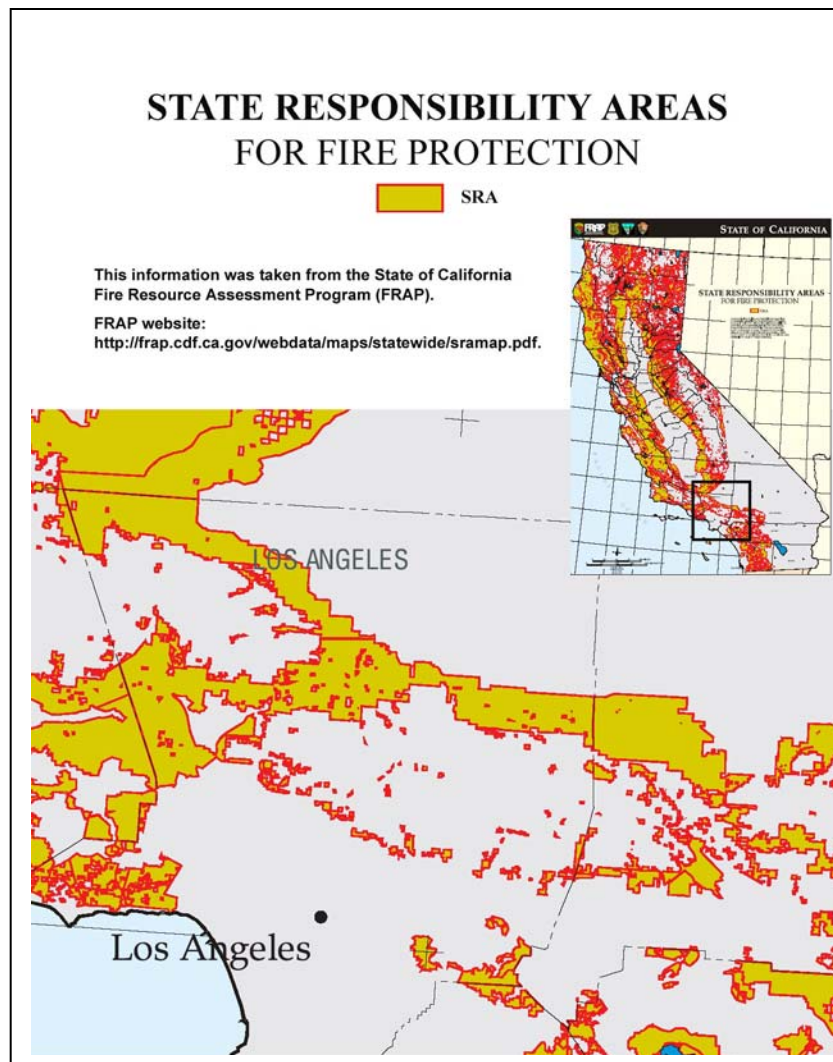 STATE RESPONSIBILITY AREAS
FOR FIRE PROTECTION
SRA
This information was taken from the State of California
Fire Resource Assessment Program (FRAP).
FRAP website:
http://frap.cdf.ca.gov/webdata/maps/statewide/sramap.pdf.
FRAP
STATE OF CALIFORNIA
STATE RESPONSIBILITY AREAS
FOR FIRE PROTECTION
SRA
LOS ANGELES
Los Angeles